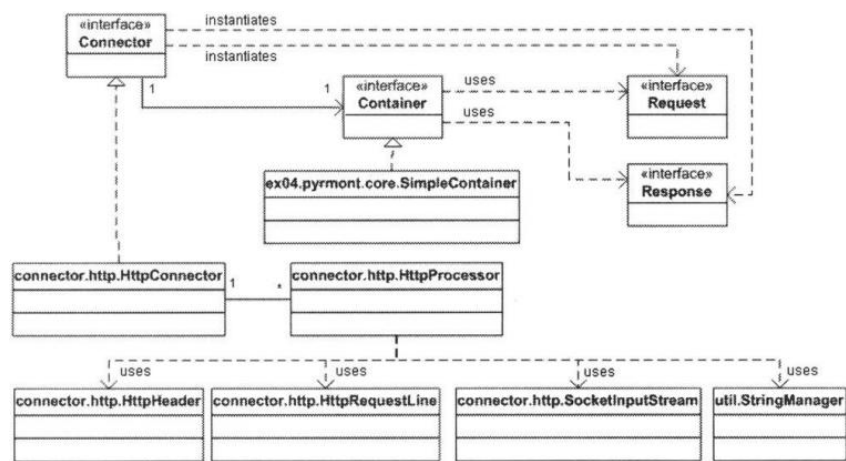 «interface»
Connector
instantiates
instantiates
1
1
«interface»
Container
uses
uses
«interface»
Request
«interface»
Response
ex04.pyrmont.core.SimpleContainer
connector.http.HttpConnector
1
*
connector.http.HttpProcessor
uses
uses
uses
uses
connector.http.HttpHeader
connector.http.HttpRequestLine
connector.http.SocketInputStream
util.StringManager